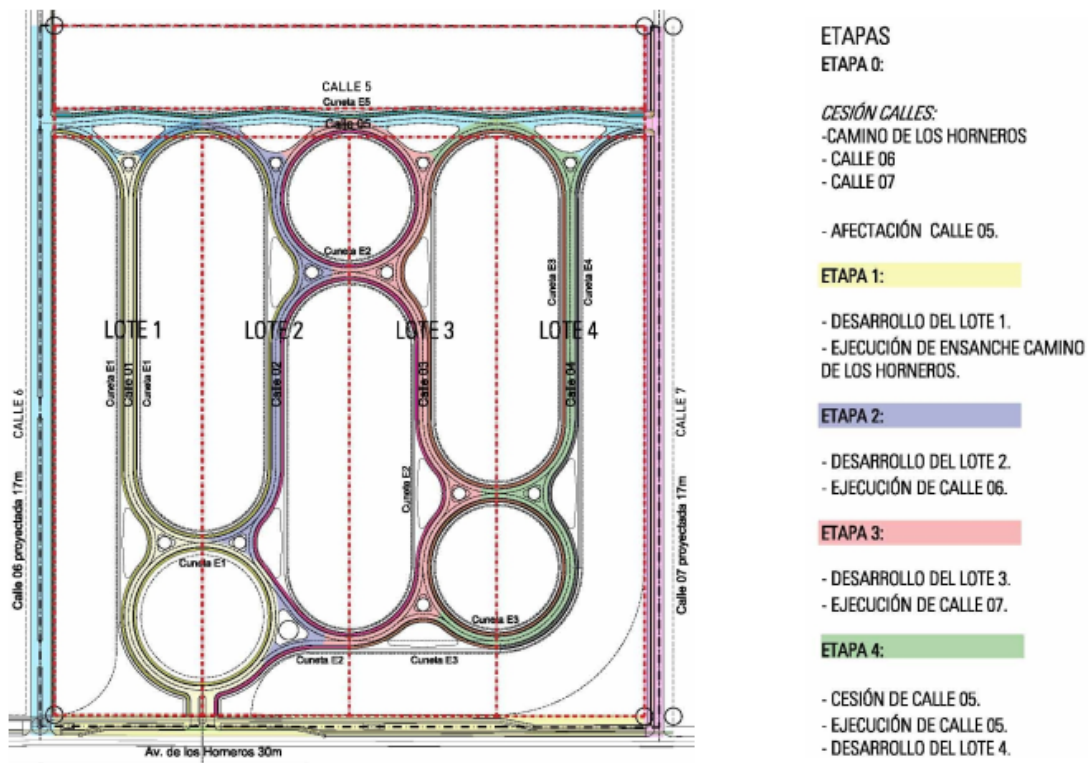 CALLE 5
Cuneta E5
Calle 05
Cuneta E2
Cuneta E3
Cuneta E4
LOTE 1
LOTE 2
LOTE 3
LOTE 4
Cuneta E1
Calle 01
Cuneta E1
Calle 02
Calle 03
Calle 04
CALLE 6
CALLE 7
Cuneta E2
Calle 06 proyectada 17m
Calle 07 proyectada 17m
Cuneta E1
Cuneta E3
Cuneta E2
Cuneta E3
Av. de los Horneros 30m
ETAPAS
ETAPA 0:
CESIÓN CALLES:
-CAMINO DE LOS HORNEROS
- CALLE 06
- CALLE 07
- AFECTACIÓN CALLE 05.
ETAPA 1:
- DESARROLLO DEL LOTE 1.
- EJECUCIÓN DE ENSANCHE CAMINO
DE LOS HORNEROS.
ETAPA 2:
- DESARROLLO DEL LOTE 2.
- EJECUCIÓN DE CALLE 06.
ETAPA 3:
- DESARROLLO DEL LOTE 3.
- EJECUCIÓN DE CALLE 07.
ETAPA 4:
- CESIÓN DE CALLE 05.
- EJECUCIÓN DE CALLE 05.
- DESARROLLO DEL LOTE 4.